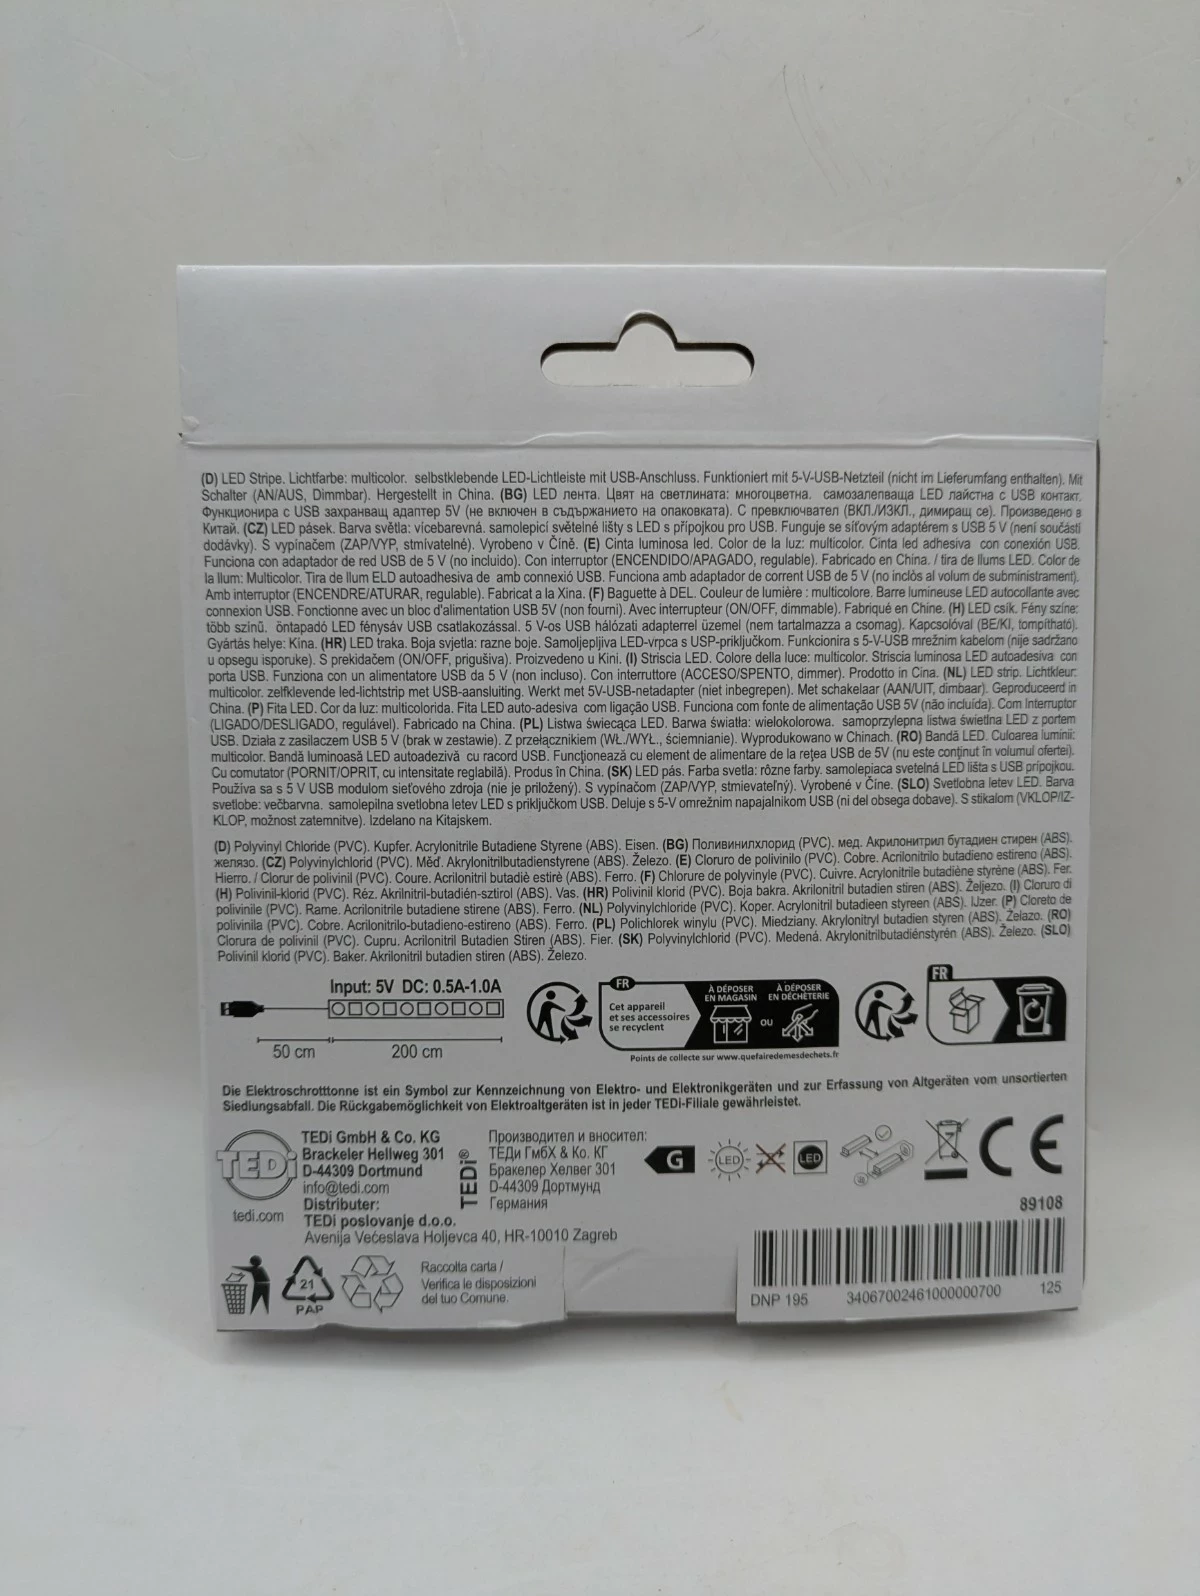 (D) LED Stripe. Lichtfarbe: multicolor. selbstklebende LED-Lichtleiste mit USB-Anschluss. Funktioniert mit 5-V-USB-Netzteil (nicht im Lieferumfang enthalten). Mit
Schalter (AN/AUS, Dimmbar). Hergestellt in China. (BG) LED лента. Цвят на светлината: многоцветна. самозалепваща LED лайстна с USB контакт.
Функционира с USB захранващ адаптер 5V (не включен в съдържанието на опаковката). С превключвател (ВКЛ./ИЗКЛ., димиращ се). Произведено в
Китай. (CZ) LED pásek. Barva světla: vícebarevná. samolepicí světelné lišty s LED s přípojkou pro USB. Funguje se síťovým adaptérem s USB 5 V (není součástí
dodávky). S vypínačem (ZAP/VYP, stmívatelné). Vyrobeno v Číně. (E) Cinta luminosa led. Color de la luz: multicolor. Cinta led adhesiva con conexión USB.
Funciona con adaptador de red USB de 5 V (no incluido). Con interruptor (ENCENDIDO/APAGADO, regulable). Fabricado en China. / tira de llums LED. Color de
la llum: Multicolor. Tira de llum ELD autoadhesiva de amb connexió USB. Funciona amb adaptador de corrent USB de 5 V (no inclòs al volum de subministrament).
Amb interruptor (ENCENDRE/ATURAR, regulable). Fabricat a la Xina. (F) Baguette à DEL. Couleur de lumière : multicolore. Barre lumineuse LED autocollante avec
connexion USB. Fonctionne avec un bloc d'alimentation USB 5V (non fourni). Avec interrupteur (ON/OFF, dimmable). Fabriqué en Chine. (H) LED csík. Fény színe:
több színű. öntapadó LED fénysáv USB csatlakozással. 5 V-os USB hálózati adapterrel üzemel (nem tartalmazza a csomag). Kapcsolóval (BE/KI, tompítható).
Gyártás helye: Kína. (HR) LED traka. Boja svjetla: razne boje. Samoljepljiva LED-vrpca s USP-priključkom. Funkcionira s 5-V-USB mrežnim kabelom (nije sadržano
u opsegu isporuke). S prekidačem (ON/OFF, prigušiva). Proizvedeno u Kini. (I) Striscia LED. Colore della luce: multicolor. Striscia luminosa LED autoadesiva con
porta USB. Funziona con un alimentatore USB da 5 V (non incluso). Con interruttore (ACCESO/SPENTO, dimmer). Prodotto in Cina. (NL) LED strip. Lichtkleur:
multicolor. zelfklevende led-lichtstrip met USB-aansluiting. Werkt met 5V-USB-netadapter (niet inbegrepen). Met schakelaar (AAN/UIT, dimbaar). Geproduceerd in
China. (P) Fita LED. Cor da luz: multicolorida. Fita LED auto-adesiva com ligação USB. Funciona com fonte de alimentação USB 5V (não incluída). Com Interruptor
(LIGADO/DESLIGADO, regulável). Fabricado na China. (PL) Listwa świecąca LED. Barwa światła: wielokolorowa. samoprzylepna listwa świetlna LED z portem
USB. Działa z zasilaczem USB 5 V (brak w zestawie). Z przełącznikiem (WŁ./WYŁ., ściemnianie). Wyprodukowano w Chinach. (RO) Bandă LED. Culoarea luminii:
multicolor. Bandă luminoasă LED autoadezivă cu racord USB. Funcţionează cu element de alimentare de la reţea USB de 5V (nu este conţinut în volumul ofertei).
Cu comutator (PORNIT/OPRIT, cu intensitate reglabilă). Produs în China. (SK) LED pás. Farba svetla: rôzne farby. samolepiaca svetelná LED lišta s USB prípojkou.
Používa sa s 5 V USB modulom sieťového zdroja (nie je priložený). S vypínačom (ZAP/VYP, stmievateľný). Vyrobené v Číne. (SLO) Svetlobna letev LED. Barva
svetlobe: večbarvna. samolepilna svetlobna letev LED s priključkom USB. Deluje s 5-V omrežnim napajalnikom USB (ni del obsega dobave). S stikalom (VKLOP/IZ-
KLOP, možnost zatemnitve). Izdelano na Kitajskem.
(D) Polyvinyl Chloride (PVC). Kupfer. Acrylonitrile Butadiene Styrene (ABS). Eisen. (BG) Поливинилхлорид (PVC). мед. Акрилонитрил бутадиен стирен (ABS).
желязо. (CZ) Polyvinylchlorid (PVC). Měď. Akrylonitrilbutadienstyrene (ABS). Železo. (E) Cloruro de polivinilo (PVC). Cobre. Acrilonitilo butadieno estireno (ABS).
Hierro. / Clorur de polivinil (PVC). Coure. Acrilonitril butadiè estirè (ABS). Ferro. (F) Chlorure de polyvinyle (PVC). Cuivre. Acrylonitrile butadiène styrène (ABS). Fer.
(H) Polivinil-klorid (PVC). Réz. Akrilnitril-butadién-sztirol (ABS). Vas. (HR) Polivinil klorid (PVC). Boja bakra. Akrilonitril butadien stiren (ABS). Željezo. (I) Cloruro di
polivinile (PVC). Rame. Acrilonitrile butadiene stirene (ABS). Ferro. (NL) Polyvinylchloride (PVC). Koper. Acrylonitril butadieen styreen (ABS). IJzer. (P) Cloreto de
polivinila (PVC). Cobre. Acrilonitrilo-butadieno-estireno (ABS). Ferro. (PL) Polichlorek winylu (PVC). Miedziany. Akrylonitryl butadien styren (ABS). Żelazo. (RO)
Clorura de polivinil (PVC). Cupru. Acrilonitril Butadien Stiren (ABS). Fier. (SK) Polyvinylchlorid (PVC). Medená. Akrylonitrilbutadiénstyrén (ABS). Železo. (SLO)
Polivinil klorid (PVC). Baker. Akrilonitril butadien stiren (ABS). Železo.
Input: 5V DC: 0.5A-1.0A
50 cm 200 cm
FR
Cet appareil
et ses accessoires
se recyclent
À DÉPOSER
EN MAGASIN
ou
À DÉPOSER
EN DÉCHÈTERIE
Points de collecte sur www.quefairedemesdechets.fr
FR
Die Elektroschrotttonne ist ein Symbol zur Kennzeichnung von Elektro- und Elektronikgeräten und zur Erfassung von Altgeräten vom unsortierten
Siedlungsabfall. Die Rückgabemöglichkeit von Elektroaltgeräten ist in jeder TEDi-Filiale gewährleistet.
TEDi
tedi.com
TEDi GmbH & Co. KG
Brackeler Hellweg 301
D-44309 Dortmund
info@tedi.com
Distributer:
TEDi poslovanje d.o.o.
Avenija Većeslava Holjevca 40, HR-10010 Zagreb
TEDi®
Производител и вносител:
ТЕДи ГмбХ & Ко. КГ
Бракелер Хелвег 301
D-44309 Дортмунд
Германия
G
LED
LED
CE
89108
DNP 195 34067002461000000700 125
21
PAP
Raccolta carta /
Verifica le disposizioni
del tuo Comune.